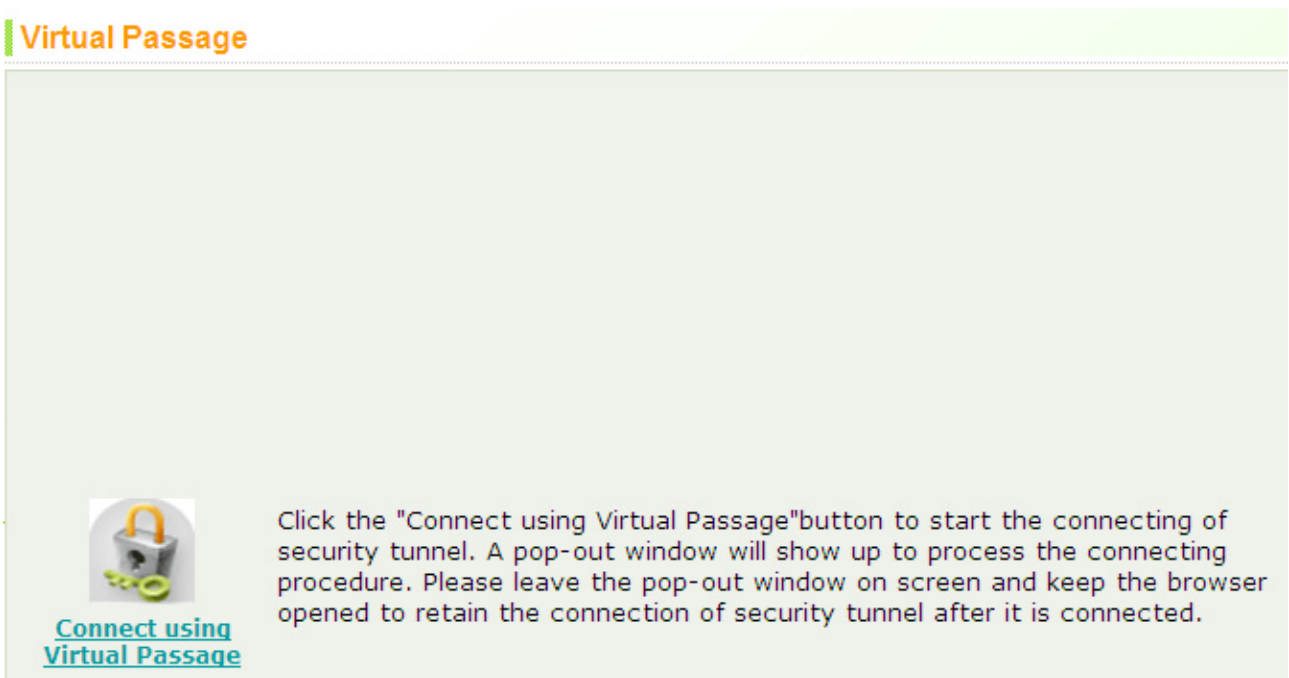 Virtual Passage
Click the "Connect using Virtual Passage"button to start the connecting of
security tunnel. A pop-out window will show up to process the connecting
procedure. Please leave the pop-out window on screen and keep the browser
opened to retain the connection of security tunnel after it is connected.
Connect using
Virtual Passage